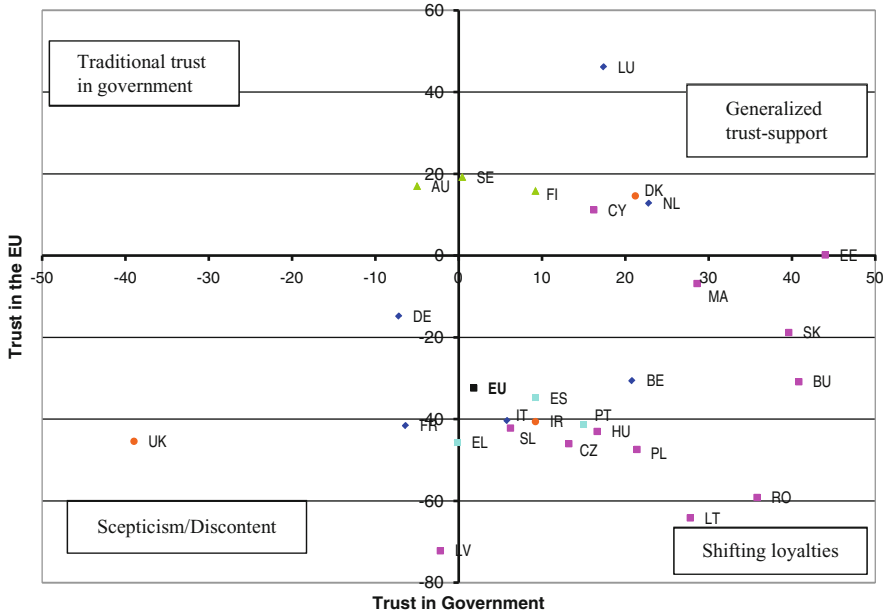 60
Traditional trust
in government
LU
40
Generalized
trust-support
20
AU
SE
FI
DK
NL
CY
0
EE
-50
-40
-30
-20
-10
0
10
20
30
40
50
MA
DE
SK
-20
EU
BE
BU
ES
-40
FR
IT
IR
PT
UK
EL
SL
HU
CZ
PL
-60
RO
Scepticism/Discontent
LT
LV
Shifting loyalties
-80
Trust in the EU
Trust in Government